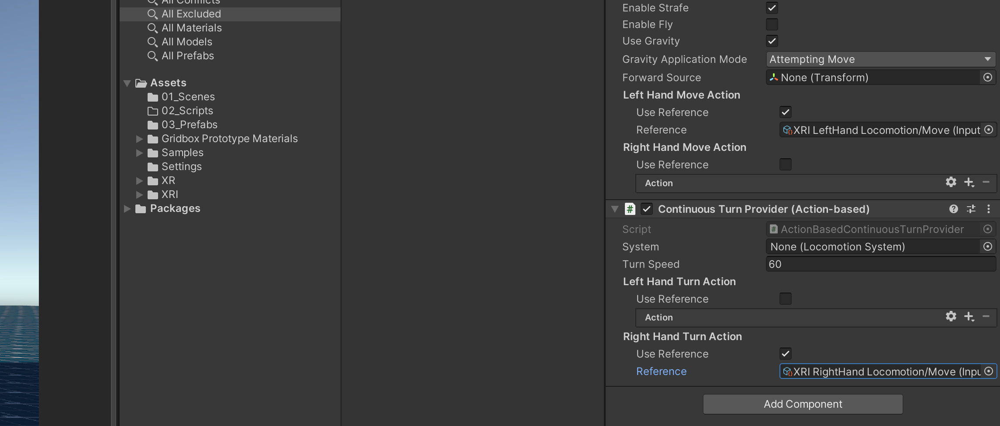 All Conflicts
All Excluded
All Materials
All Models
All Prefabs
Assets
01_Scenes
02_Scripts
03_Prefabs
Gridbox Prototype Materials
Samples
Settings
XR
XRI
Packages
Enable Strafe
Enable Fly
Use Gravity
Gravity Application Mode Attempting Move
Forward Source None (Transform)
Left Hand Move Action
Use Reference
Reference XRI LeftHand Locomotion/Move (Input
Right Hand Move Action
Use Reference
Action
# Continuous Turn Provider (Action-based)
Script # ActionBasedContinuousTurnProvider
System None (Locomotion System)
Turn Speed 60
Left Hand Turn Action
Use Reference
Action
Right Hand Turn Action
Use Reference
Reference XRI RightHand Locomotion/Move (Inpu
Add Component